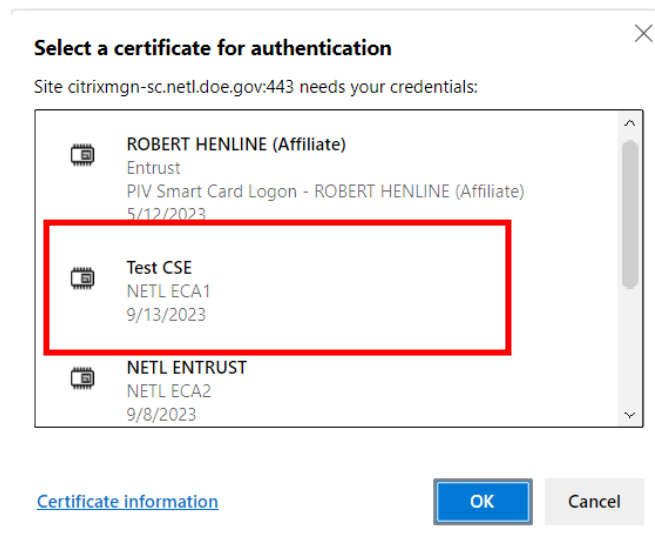 Select a certificate for authentication
Site citrixmgn-sc.netl.doe.gov:443 needs your credentials:
ROBERT HENLINE (Affiliate)
Entrust
PIV Smart Card Logon - ROBERT HENLINE (Affiliate)
5/12/2023
Test CSE
NETL ECA1
9/13/2023
NETL ENTRUST
NETL ECA2
9/8/2023
Certificate information
OK
Cancel